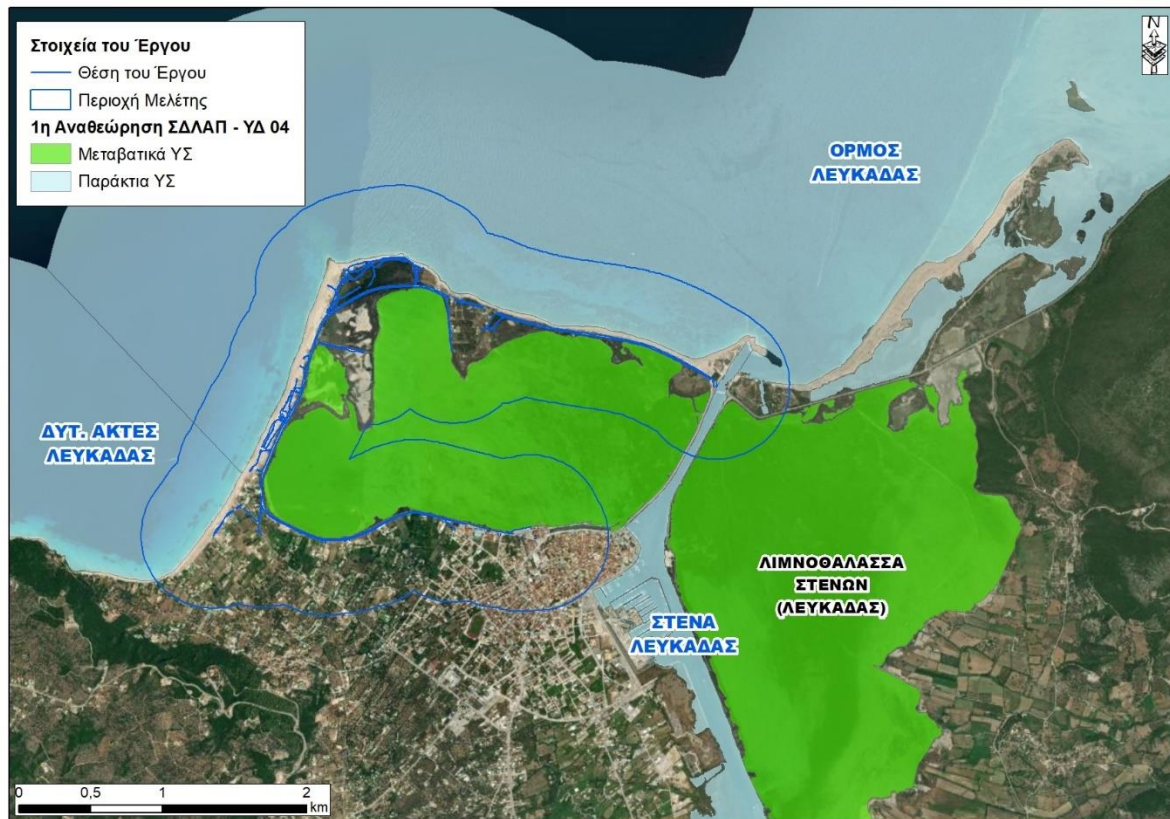 Στοιχεία του Έργου
Θέση του Έργου
Περιοχή Μελέτης
1η Αναθεώρηση ΣΔΛΑΠ - ΥΔ 04
Μεταβατικά ΥΣ
Παράκτια ΥΣ
N
ΟΡΜΟΣ
ΛΕΥΚΑΔΑΣ
ΔΥΤ. ΑΚΤΕΣ
ΛΕΥΚΑΔΑΣ
ΛΙΜΝΟΘΑΛΑΣΣΑ
ΣΤΕΝΩΝ
(ΛΕΥΚΑΔΑΣ)
ΣΤΕΝΑ
ΛΕΥΚΑΔΑΣ
0 0,5 1 2
km